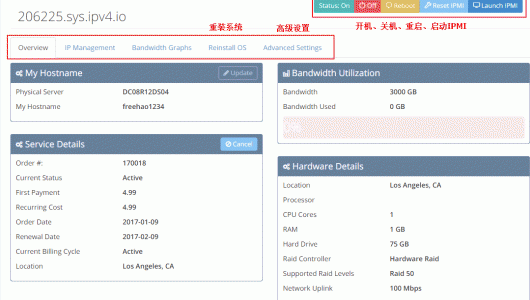 206225.sys.ipv4.io
Status: On Off Reboot Reset IPMI Launch IPMI
重装系统 高级设置 开机、关机、重启、启动IPMI
Overview IP Management Bandwidth Graphs Reinstall OS Advanced Settings
My Hostname Update
Physical Server DC08R12DS04
My Hostname freehao1234
Bandwidth Utilization
Bandwidth 3000 GB
Bandwidth Used 0 GB
Service Details Cancel
Order #: 170018
Current Status Active
First Payment 4.99
Recurring Cost 4.99
Order Date 2017-01-09
Renewal Date 2017-02-09
Current Billing Cycle Active
Location Los Angeles, CA
Hardware Details
Location Los Angeles, CA
Processor
CPU Cores 1
RAM 1 GB
Hard Drive 75 GB
Raid Controller Hardware Raid
Supported Raid Levels Raid 50
Network Uplink 100 Mbps